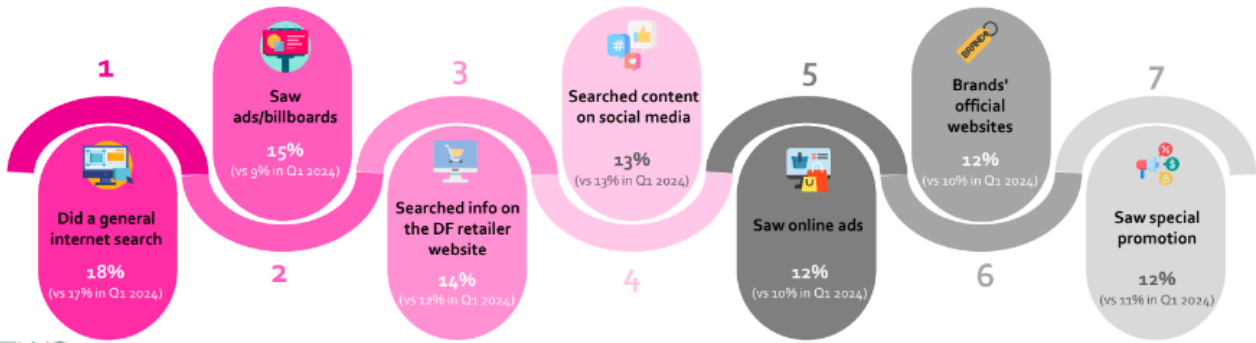 1
Did a general
internet search
18%
(vs 17% in Q1 2024)
Saw
ads/billboards
15%
(vs 9% in Q1 2024)
2
3
Searched info on
the DF retailer
website
14%
(vs 12% in Q1 2024)
Searched content
on social media
13%
(vs 13% in Q1 2024)
4
5
Saw online ads
12%
(vs 10% in Q1 2024)
BRAND
Brands'
official
websites
12%
(vs 10% in Q1 2024)
6
7
Saw special
promotion
12%
(vs 11% in Q1 2024)